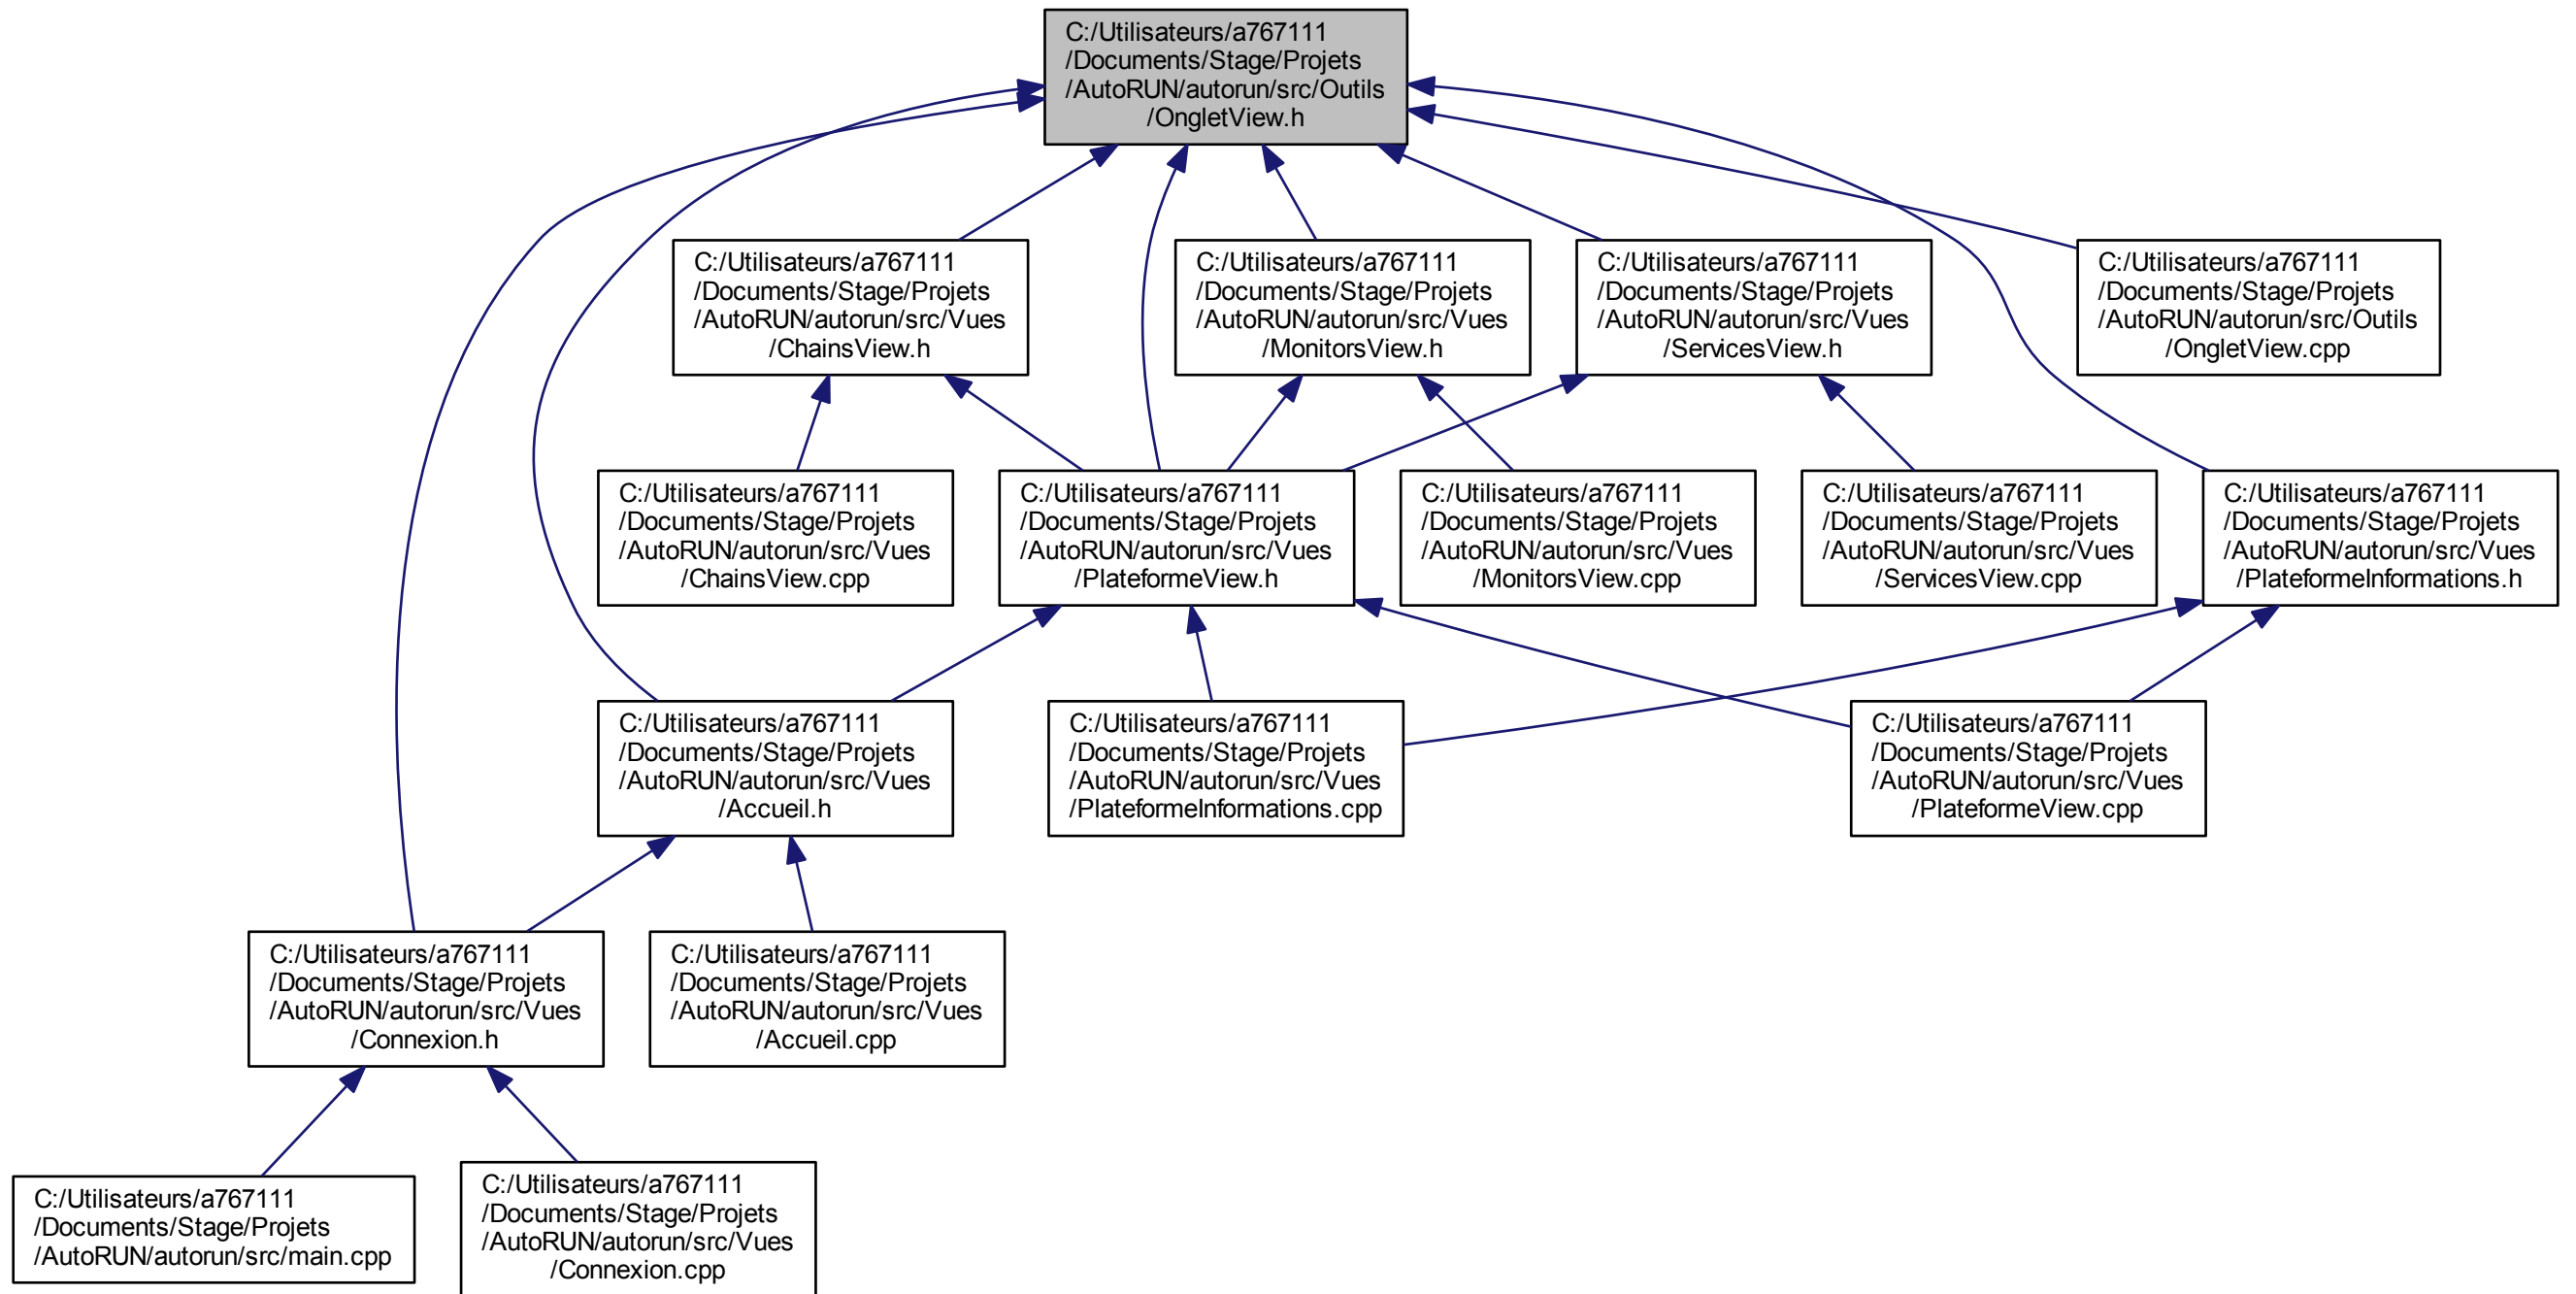 C:/Utilisateurs/a767111
/Documents/Stage/Projets
/AutoRUN/autorun/src/Outils
/OngletView.h
C:/Utilisateurs/a767111
/Documents/Stage/Projets
/AutoRUN/autorun/src/Vues
/ChainsView.h
C:/Utilisateurs/a767111
/Documents/Stage/Projets
/AutoRUN/autorun/src/Vues
/MonitorsView.h
C:/Utilisateurs/a767111
/Documents/Stage/Projets
/AutoRUN/autorun/src/Vues
/ServicesView.h
C:/Utilisateurs/a767111
/Documents/Stage/Projets
/AutoRUN/autorun/src/Outils
/OngletView.cpp
C:/Utilisateurs/a767111
/Documents/Stage/Projets
/AutoRUN/autorun/src/Vues
/ChainsView.cpp
C:/Utilisateurs/a767111
/Documents/Stage/Projets
/AutoRUN/autorun/src/Vues
/PlateformeView.h
C:/Utilisateurs/a767111
/Documents/Stage/Projets
/AutoRUN/autorun/src/Vues
/MonitorsView.cpp
C:/Utilisateurs/a767111
/Documents/Stage/Projets
/AutoRUN/autorun/src/Vues
/ServicesView.cpp
C:/Utilisateurs/a767111
/Documents/Stage/Projets
/AutoRUN/autorun/src/Vues
/PlateformeInformations.h
C:/Utilisateurs/a767111
/Documents/Stage/Projets
/AutoRUN/autorun/src/Vues
/Accueil.h
C:/Utilisateurs/a767111
/Documents/Stage/Projets
/AutoRUN/autorun/src/Vues
/PlateformeInformations.cpp
C:/Utilisateurs/a767111
/Documents/Stage/Projets
/AutoRUN/autorun/src/Vues
/PlateformeView.cpp
C:/Utilisateurs/a767111
/Documents/Stage/Projets
/AutoRUN/autorun/src/Vues
/Connexion.h
C:/Utilisateurs/a767111
/Documents/Stage/Projets
/AutoRUN/autorun/src/Vues
/Accueil.cpp
C:/Utilisateurs/a767111
/Documents/Stage/Projets
/AutoRUN/autorun/src/main.cpp
C:/Utilisateurs/a767111
/Documents/Stage/Projets
/AutoRUN/autorun/src/Vues
/Connexion.cpp